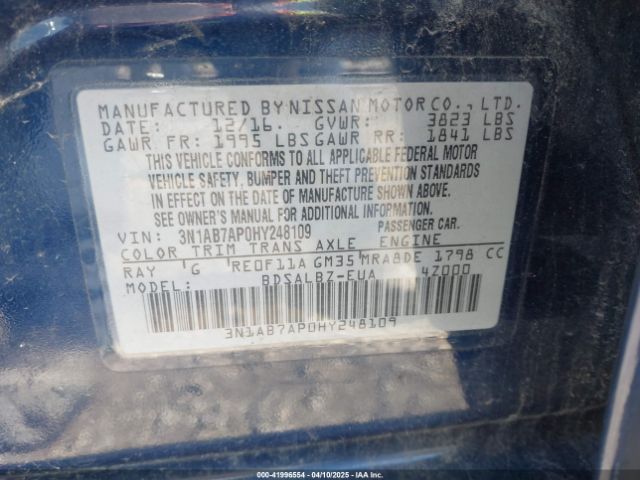 MANUFACTURED BY NISSAN MOTOR CO., LTD.
DATE: 12/16. GVWR: 3823 LBS
GAWR FR: 1995 LBS GAWR RR: 1841 LBS
THIS VEHICLE CONFORMS TO ALL APPLICABLE FEDERAL MOTOR
VEHICLE SAFETY, BUMPER AND THEFT PREVENTION STANDARDS
IN EFFECT ON THE DATE OF MANUFACTURE SHOWN ABOVE.
SEE OWNER'S MANUAL FOR ADDITIONAL INFORMATION.
VIN: 3N1AB7AP0HY248109 PASSENGER CAR.
COLOR TRIM TRANS AXLE ENGINE
RAY 'G RE0F11A GM35 MRA8DE 1798 CC
MODEL: BDSALBZ-EUA 4Z000
3N1AB7AP0HY248109
000-41996554 - 04/10/2025 - IAAI.COM